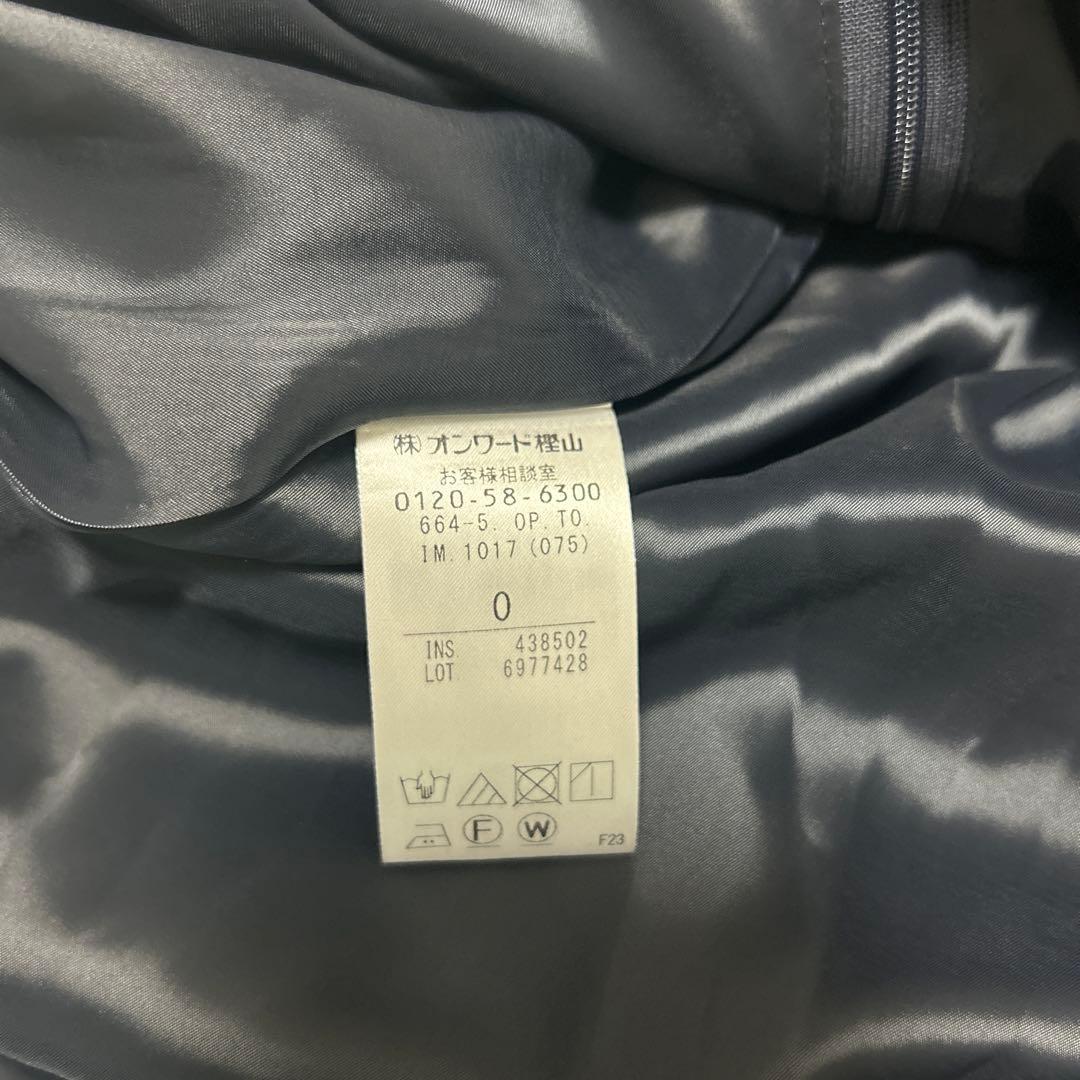 ㈱オンワード樫山
お客様相談室
0120-58-6300
664-5. OP. TO.
IM. 1017 (075)
0
INS. 438502
LOT. 6977428
F W
F23